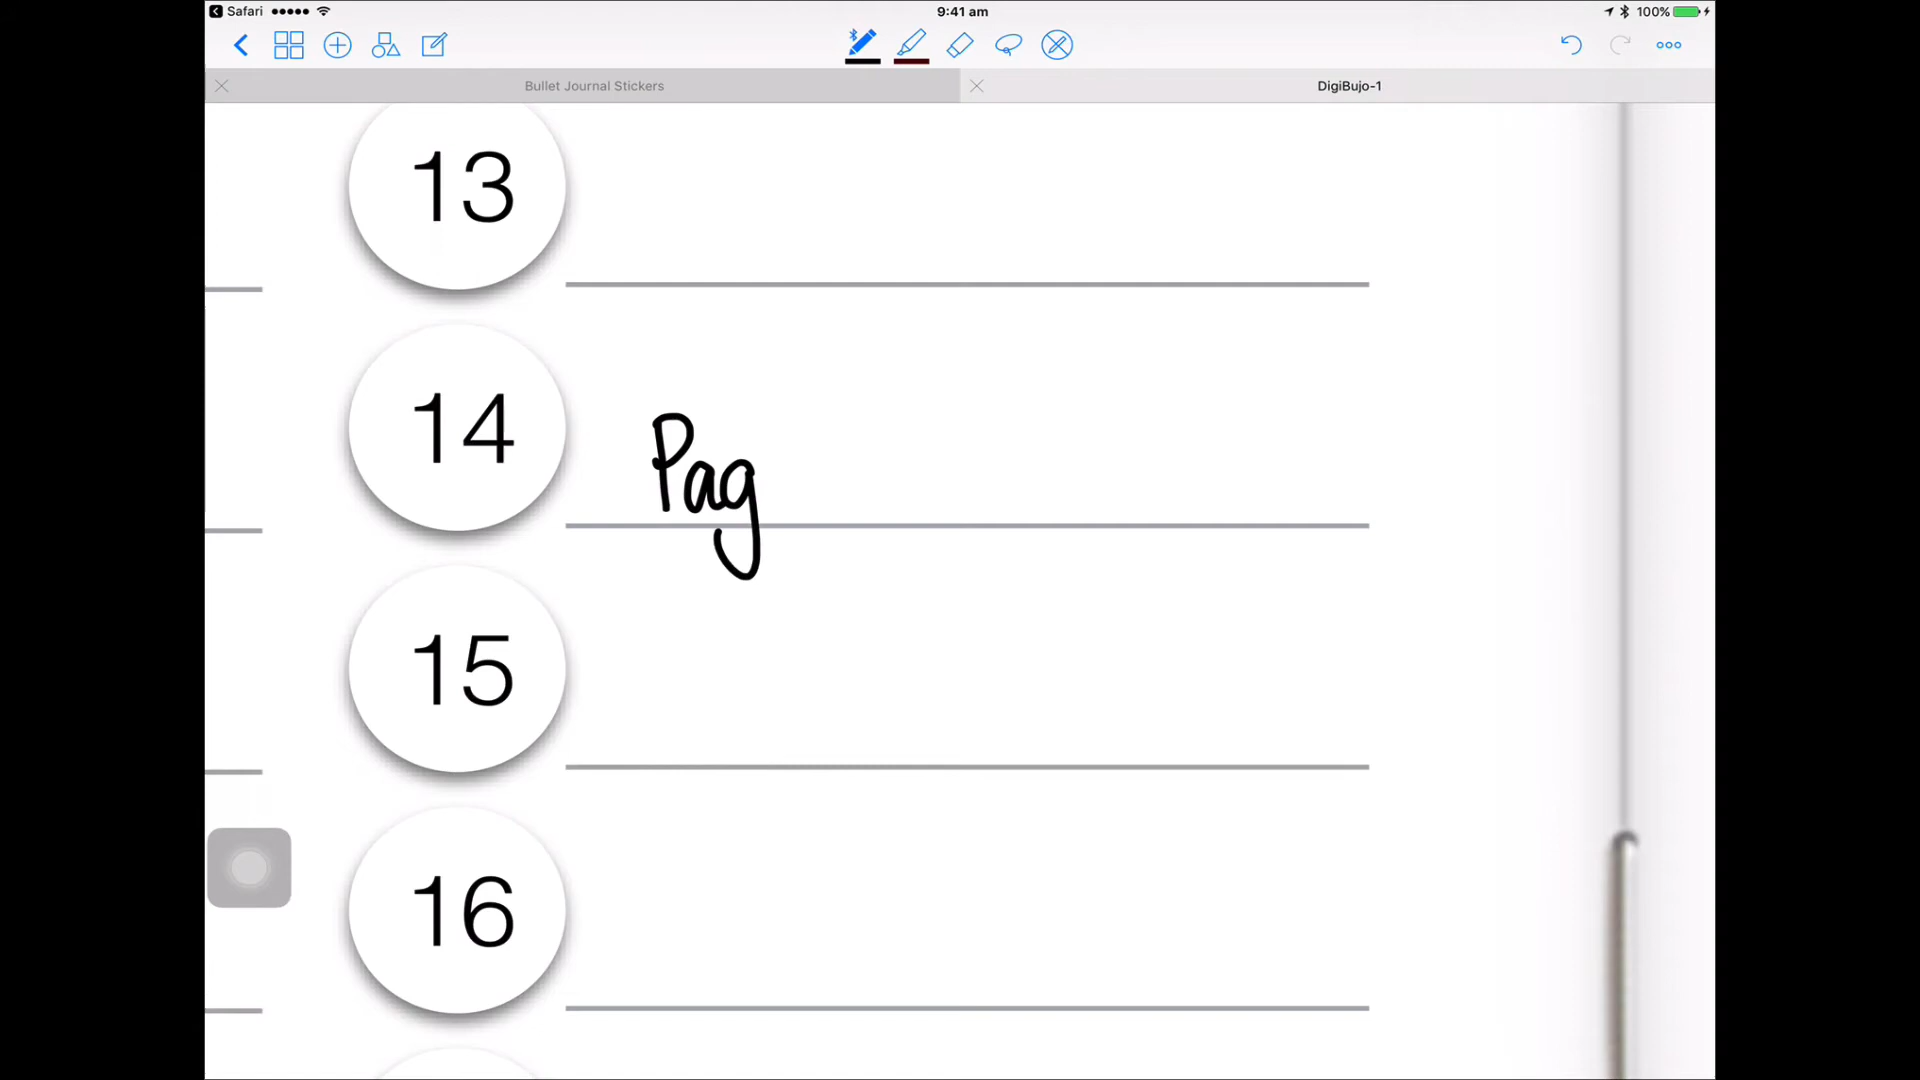 Safari 9:41 am 100%
Bullet Journal Stickers DigiBujo-1
13
14 Pag
15
16